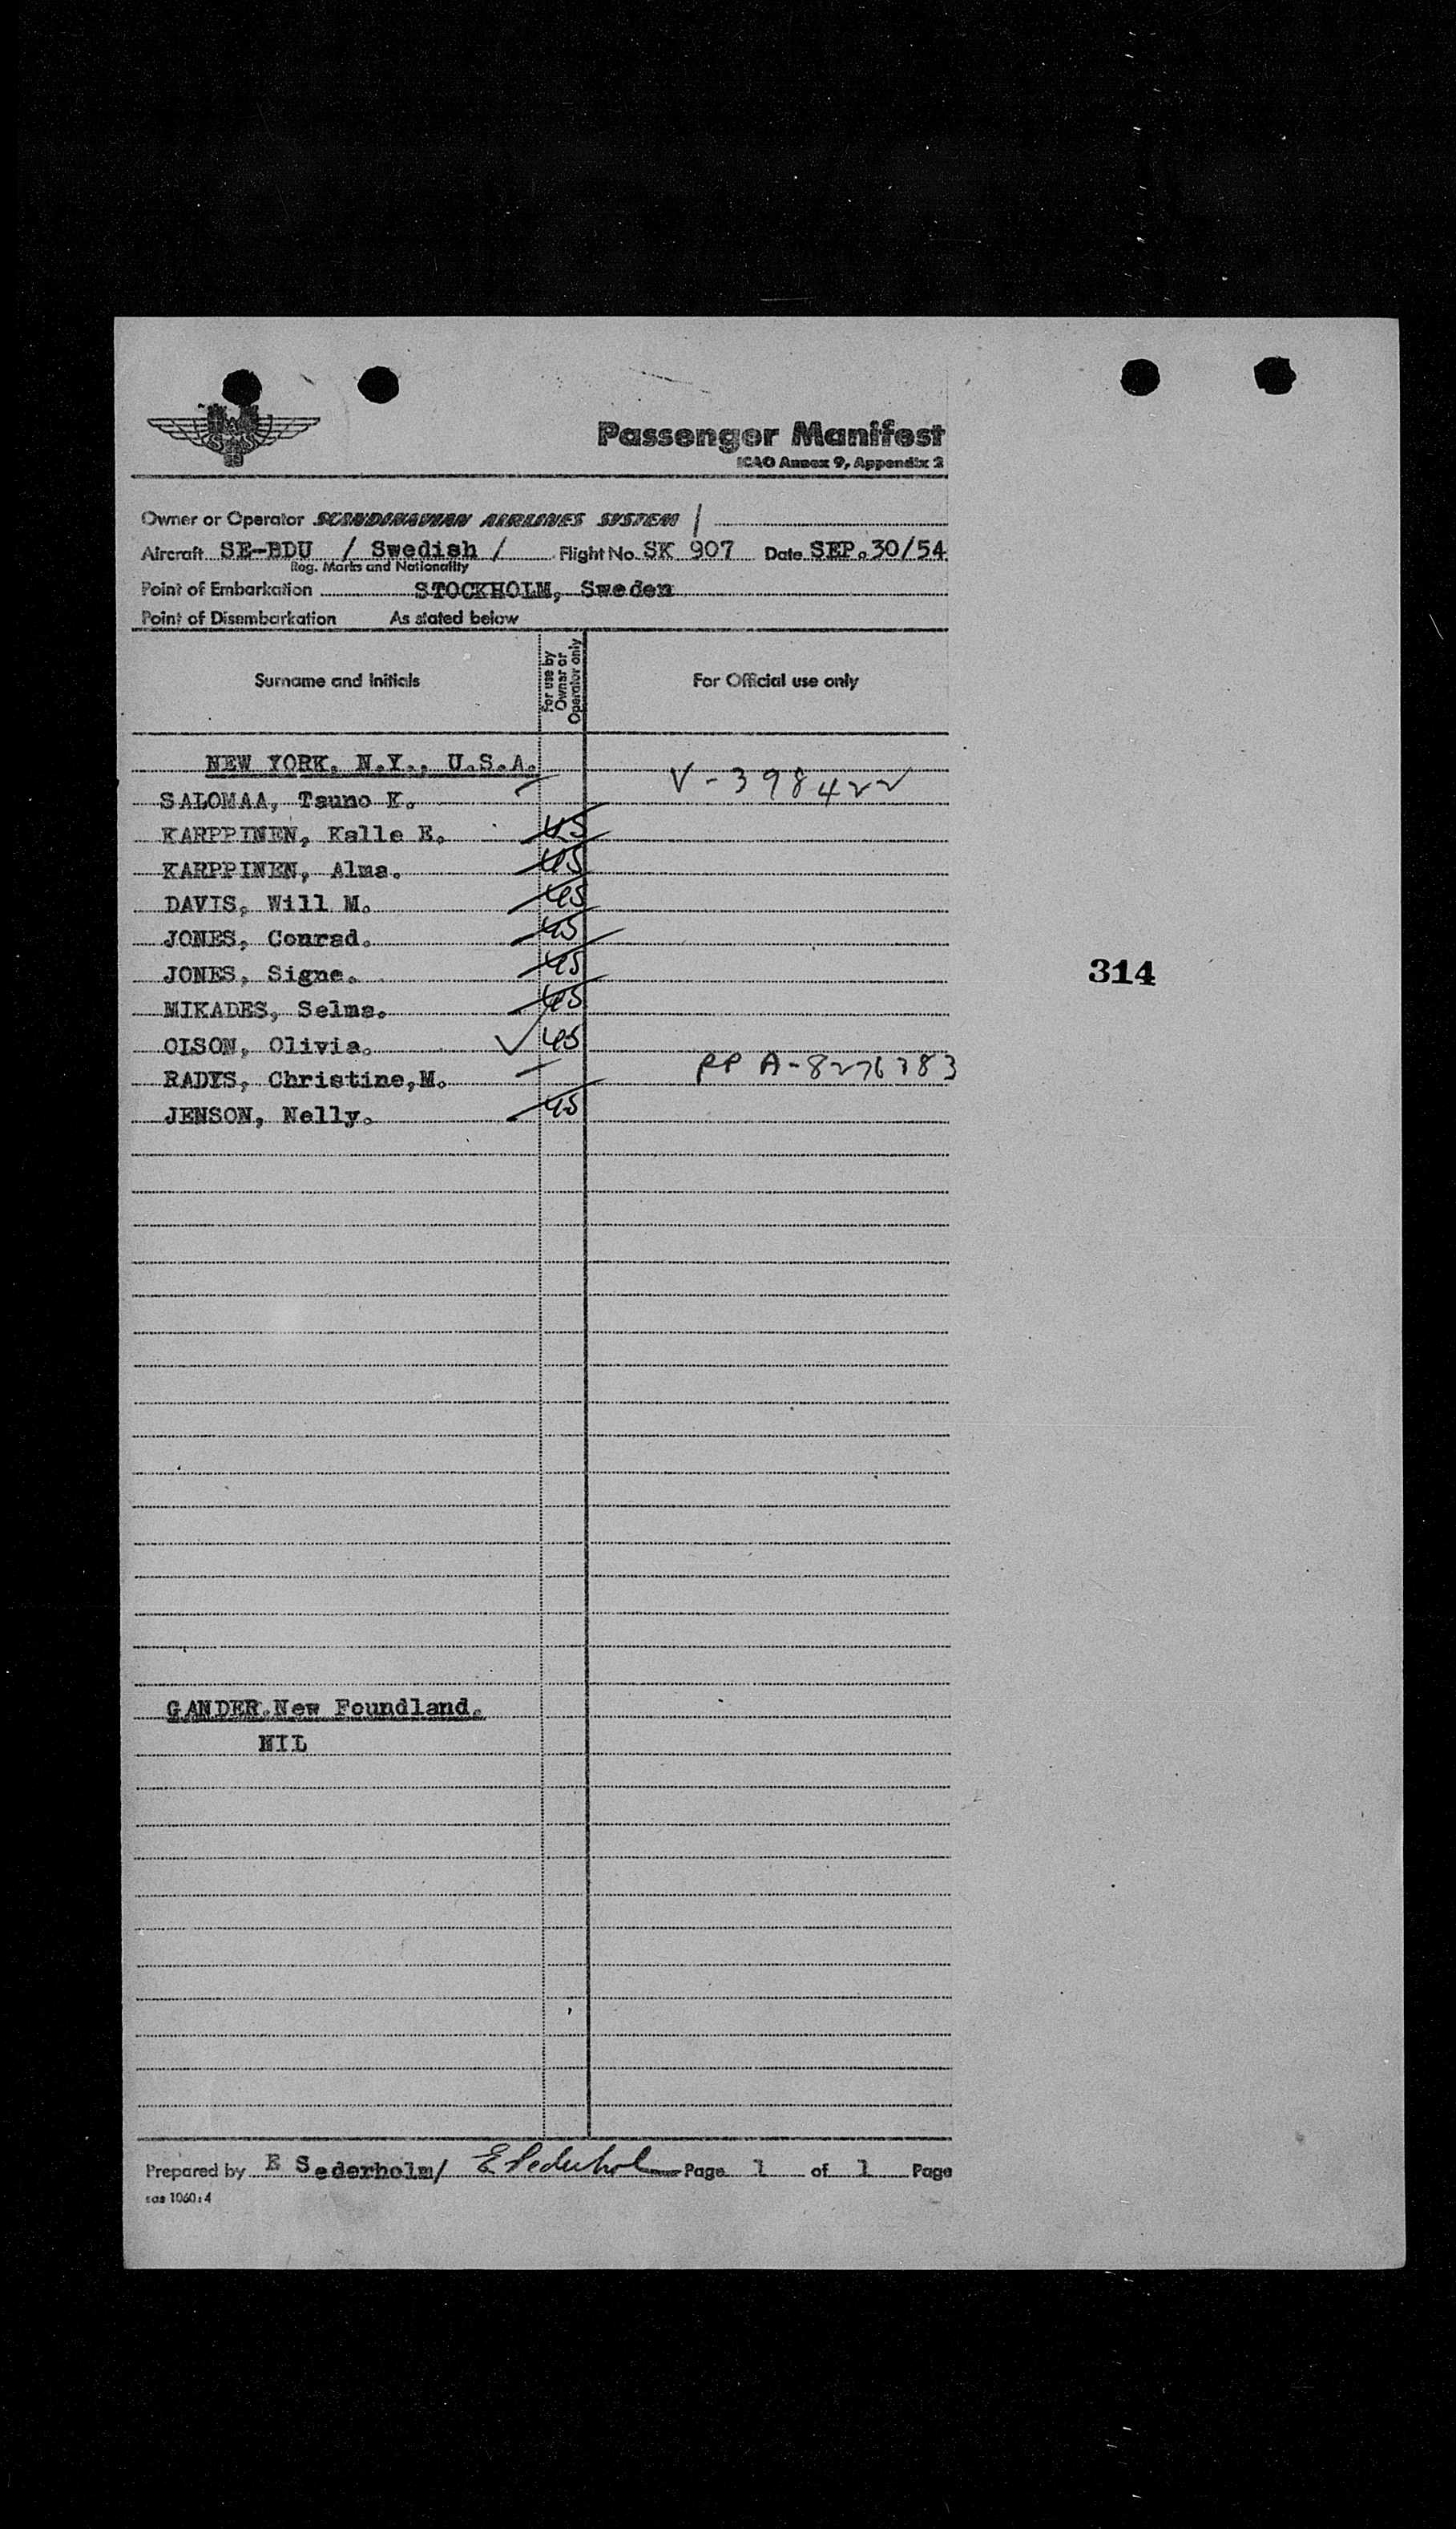 SAS
Passenger Manifest
ICAO Annex 9, Appendix 2
Owner or Operator SCANDINAVIAN AIRLINES SYSTEM /
Aircraft SE-BDU / Swedish / Flight No. SK 907 Date SEP. 30/54
Reg. Marks and Nationality
Point of Embarkation STOCKHOLM, Sweden
Point of Disembarkation As stated below
Surname and Initials For use by Owner or Operator only For Official use only
NEW YORK, N.Y., U.S.A.
SALOMAA, Tauno K. V-398422
KARPPINEN, Kalle E. US
KARPPINEN, Alma. US
DAVIS, Will M. US
JONES, Conrad. US
JONES, Signe. US
MIKADES, Selma. US
OLSON, Olivia. US
RADYS, Christine,M. RP A-8276383
JENSON, Nelly. US
314
GANDER.New Foundland.
NIL
Prepared by E Sederholm/ E Sederholm Page 1 of 1 Page
sas 1060:4